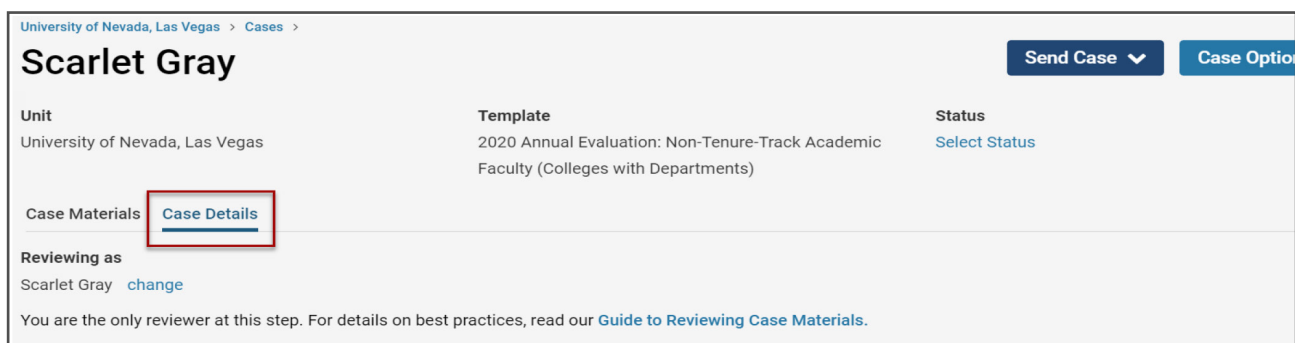 University of Nevada, Las Vegas > Cases >
Scarlet Gray
Send Case
Case Optio
Unit
Template
Status
University of Nevada, Las Vegas
2020 Annual Evaluation: Non-Tenure-Track Academic
Faculty (Colleges with Departments)
Select Status
Case Materials
Case Details
Reviewing as
Scarlet Gray change
You are the only reviewer at this step. For details on best practices, read our Guide to Reviewing Case Materials.